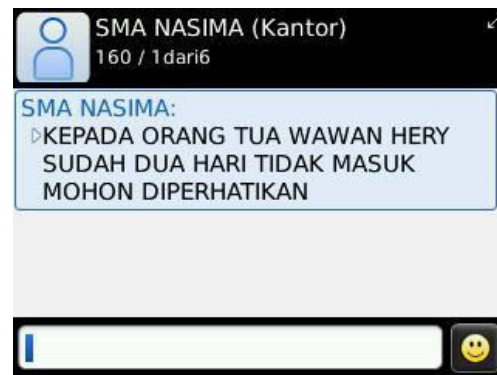 SMA NASIMA (Kantor)
160 / 1dari6
SMA NASIMA:
KEPADA ORANG TUA WAWAN HERY
SUDAH DUA HARI TIDAK MASUK
MOHON DIPERHATIKAN